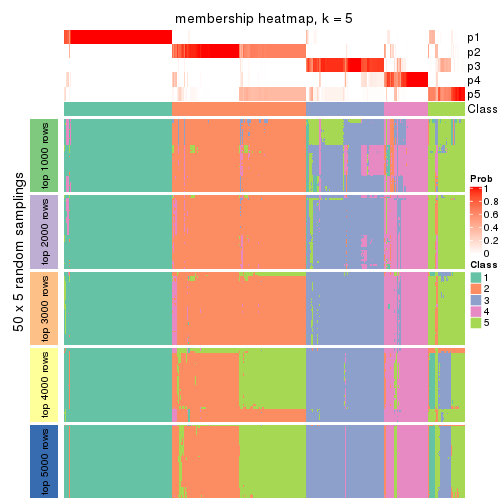 membership heatmap, k = 5
p1
p2
p3
p4
p5
Class
50 x 5 random samplings
top 1000 rows
top 2000 rows
top 3000 rows
top 4000 rows
top 5000 rows
Prob
1
0.8
0.6
0.4
0.2
0
Class
1
2
3
4
5